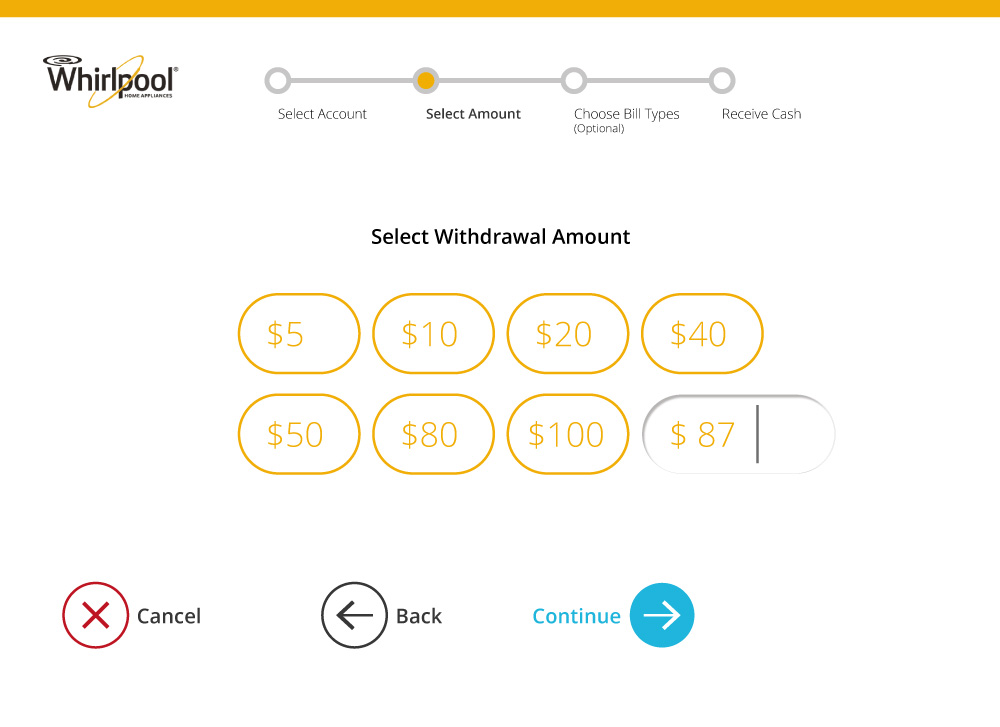 Whirlpool®
HOME APPLIANCES
Select Account
Select Amount
Choose Bill Types
(Optional)
Receive Cash
Select Withdrawal Amount
$5
$10
$20
$40
$50
$80
$100
$ 87
Cancel
Back
Continue